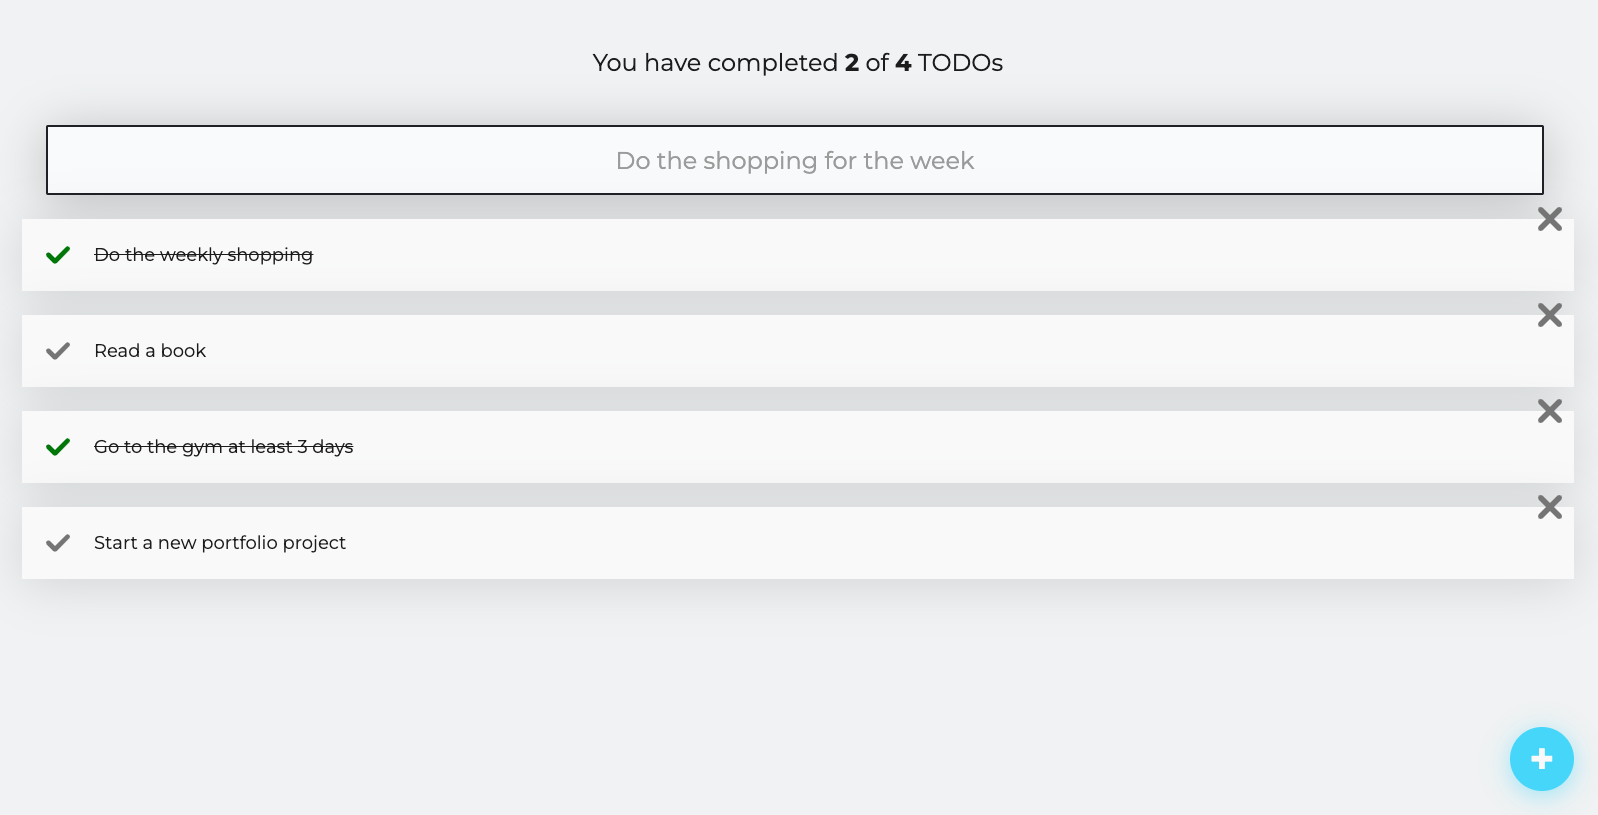 You have completed 2 of 4 TODOs
Do the shopping for the week
Do the weekly shopping
Read a book
Go to the gym at least 3 days
Start a new portfolio project